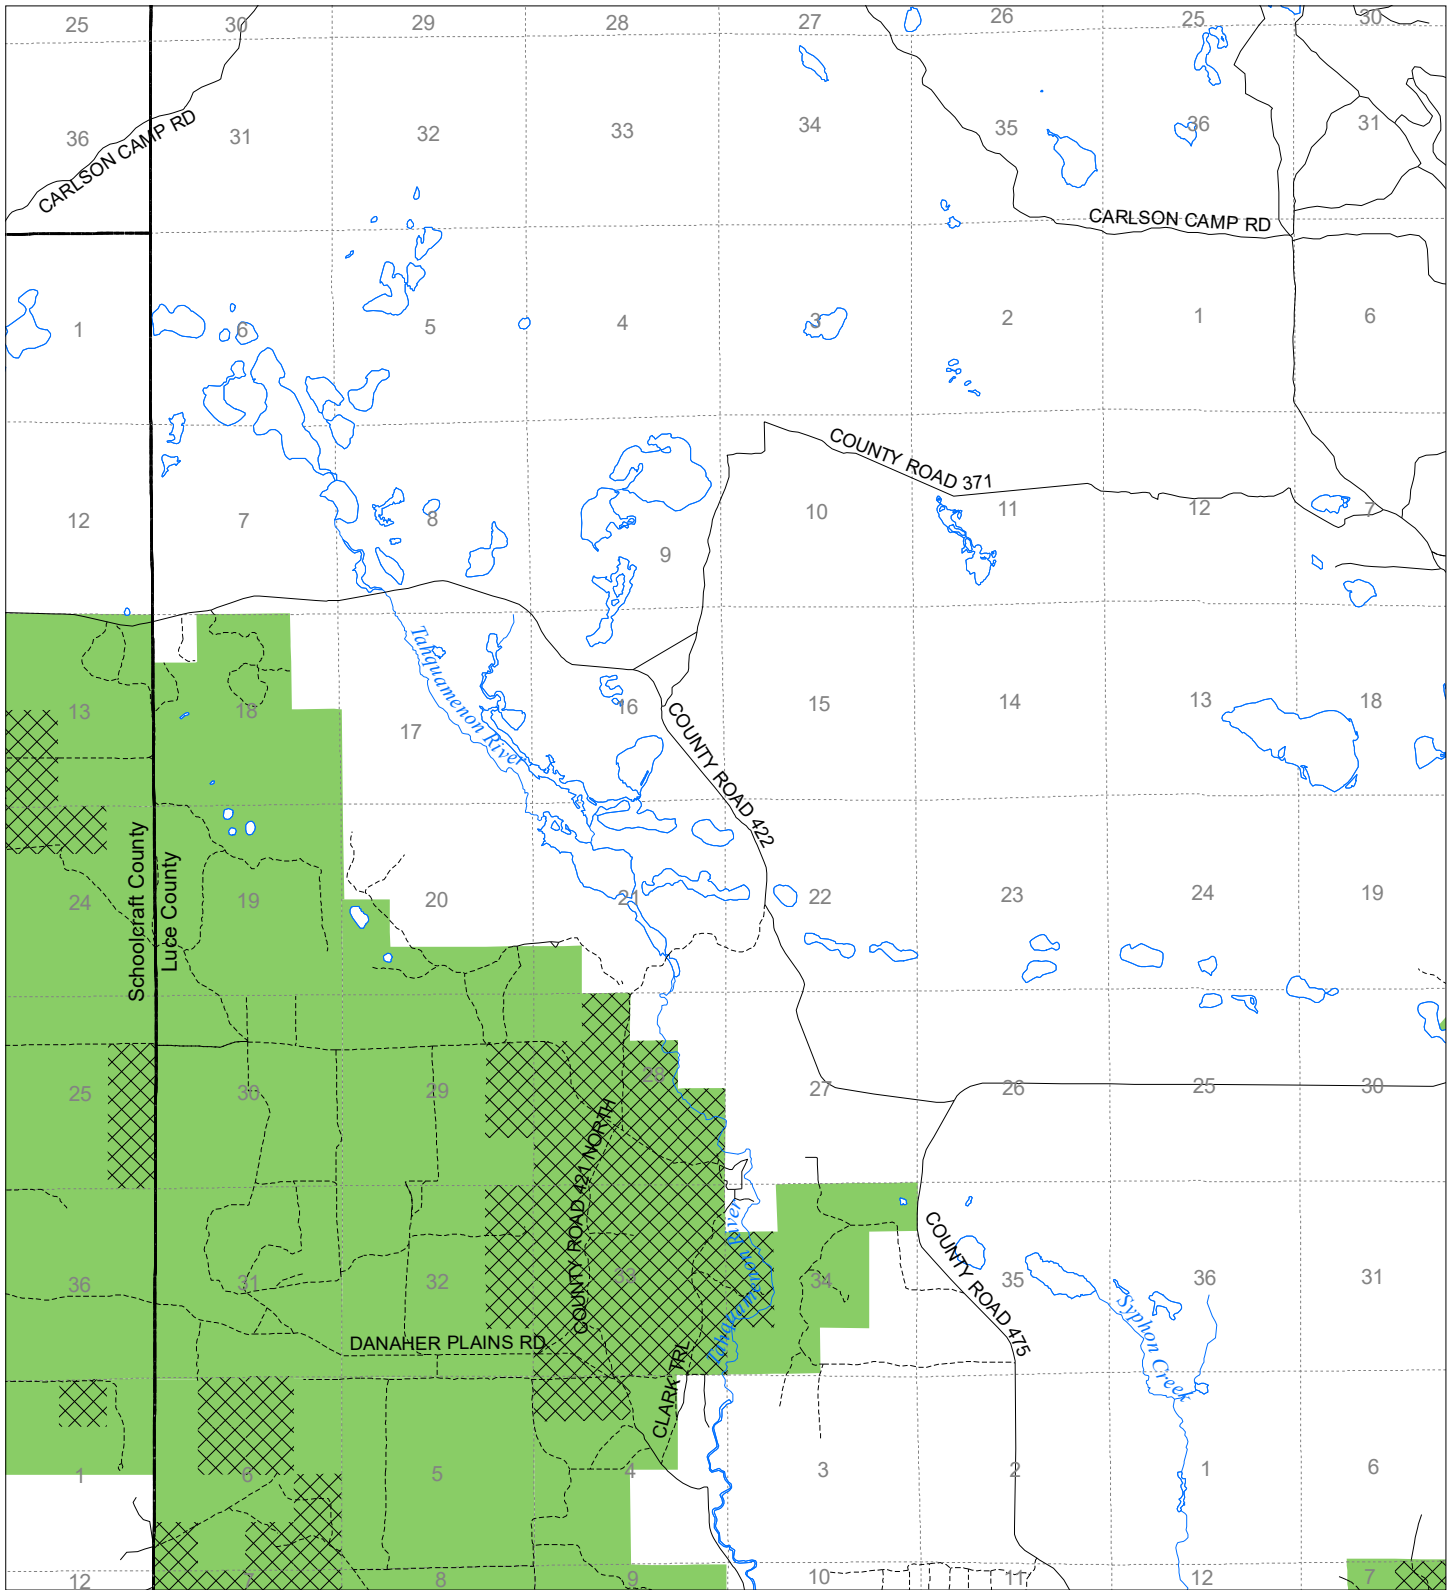 25 30 29 28 27 26 25 30
36 31 32 33 34 35 36 31
CARLSON CAMP RD
CARLSON CAMP RD
1 6 5 4 3 2 1 6
COUNTY ROAD 371
12 7 8 9 10 11 12 7
Tahquamenon River
13 18 17 16 15 14 13 18
COUNTY ROAD 422
Schoolcraft County
Luce County
24 19 20 21 22 23 24 19
25 30 29 28 27 26 25 30
COUNTY ROAD 421 NORTH
Tahquamenon River
COUNTY ROAD 475
36 31 32 33 34 35 36 31
Syphon Creek
DANAHER PLAINS RD
CLARK TRL
1 6 5 4 3 2 1 6
12 7 8 9 10 11 12 7